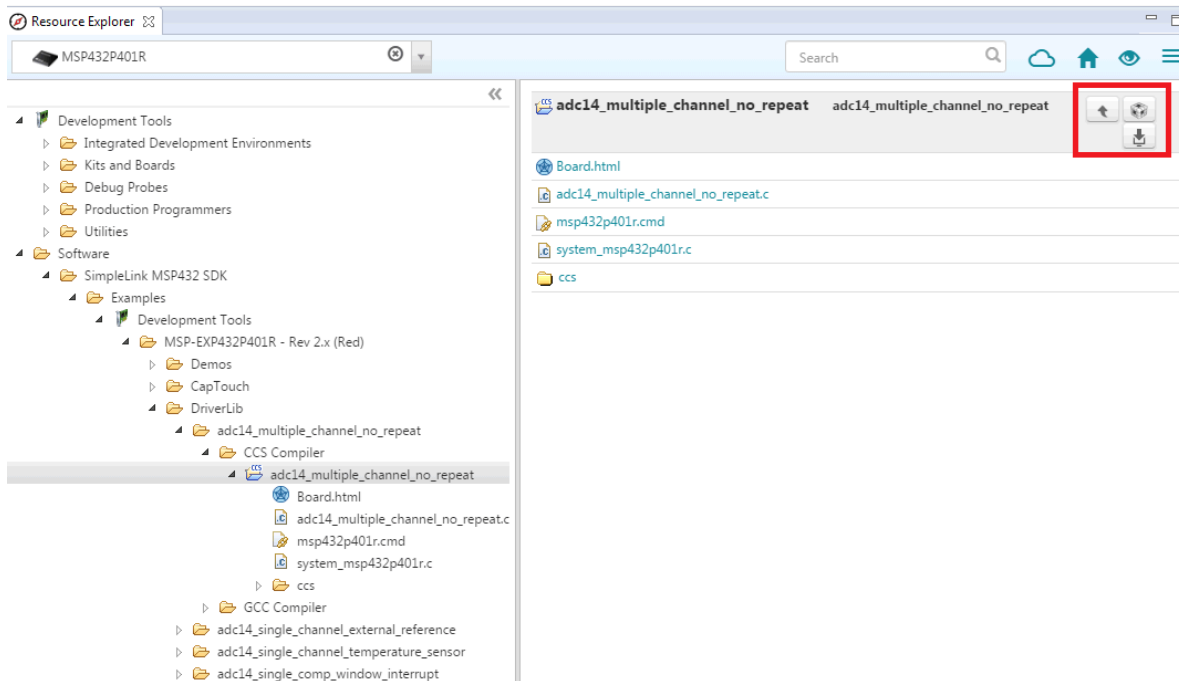 Resource Explorer
MSP432P401R
Search
Development Tools
Integrated Development Environments
Kits and Boards
Debug Probes
Production Programmers
Utilities
Software
SimpleLink MSP432 SDK
Examples
Development Tools
MSP-EXP432P401R - Rev 2.x (Red)
Demos
CapTouch
DriverLib
adc14_multiple_channel_no_repeat
CCS Compiler
adc14_multiple_channel_no_repeat
Board.html
adc14_multiple_channel_no_repeat.c
msp432p401r.cmd
system_msp432p401r.c
ccs
GCC Compiler
adc14_single_channel_external_reference
adc14_single_channel_temperature_sensor
adc14_single_comp_window_interrupt
adc14_multiple_channel_no_repeat adc14_multiple_channel_no_repeat
Board.html
adc14_multiple_channel_no_repeat.c
msp432p401r.cmd
system_msp432p401r.c
ccs